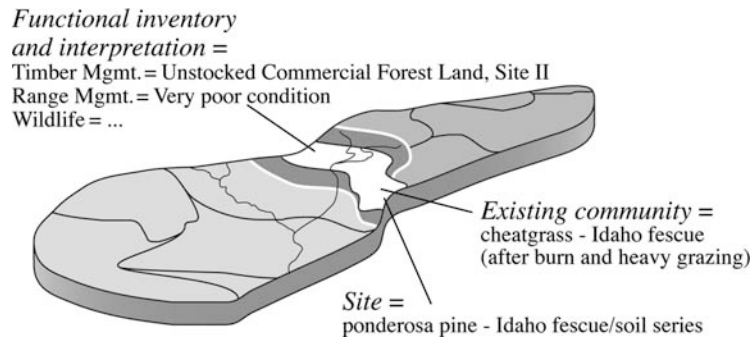 Functional inventory
and interpretation =
Timber Mgmt. = Unstocked Commercial Forest Land, Site II
Range Mgmt. = Very poor condition
Wildlife = ...
Existing community =
cheatgrass - Idaho fescue
(after burn and heavy grazing)
Site =
ponderosa pine - Idaho fescue/soil series